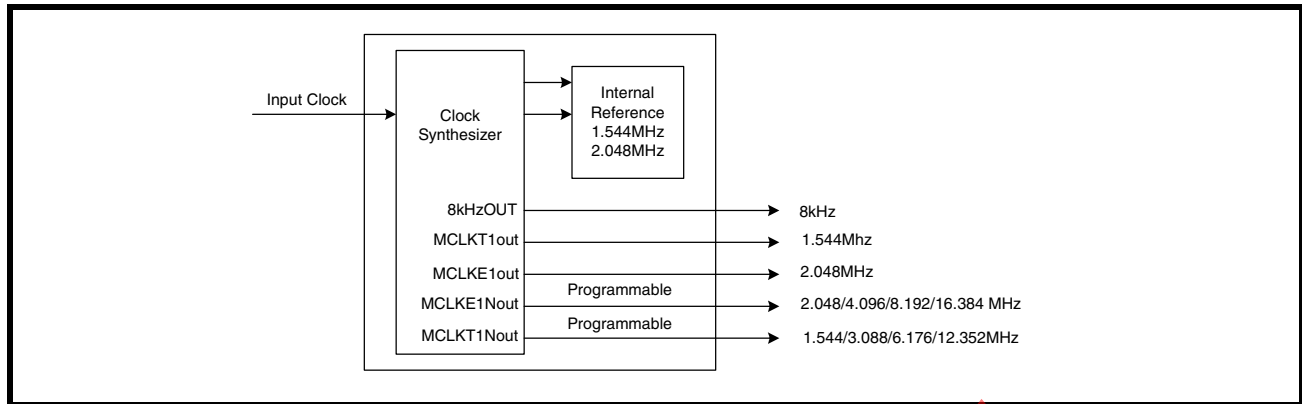 Input Clock
Clock
Synthesizer
Internal
Reference
1.544MHz
2.048MHz
8kHzOUT
8kHz
MCLKT1out
1.544Mhz
MCLKE1out
2.048MHz
Programmable
MCLKE1Nout
2.048/4.096/8.192/16.384 MHz
Programmable
MCLKT1Nout
1.544/3.088/6.176/12.352MHz